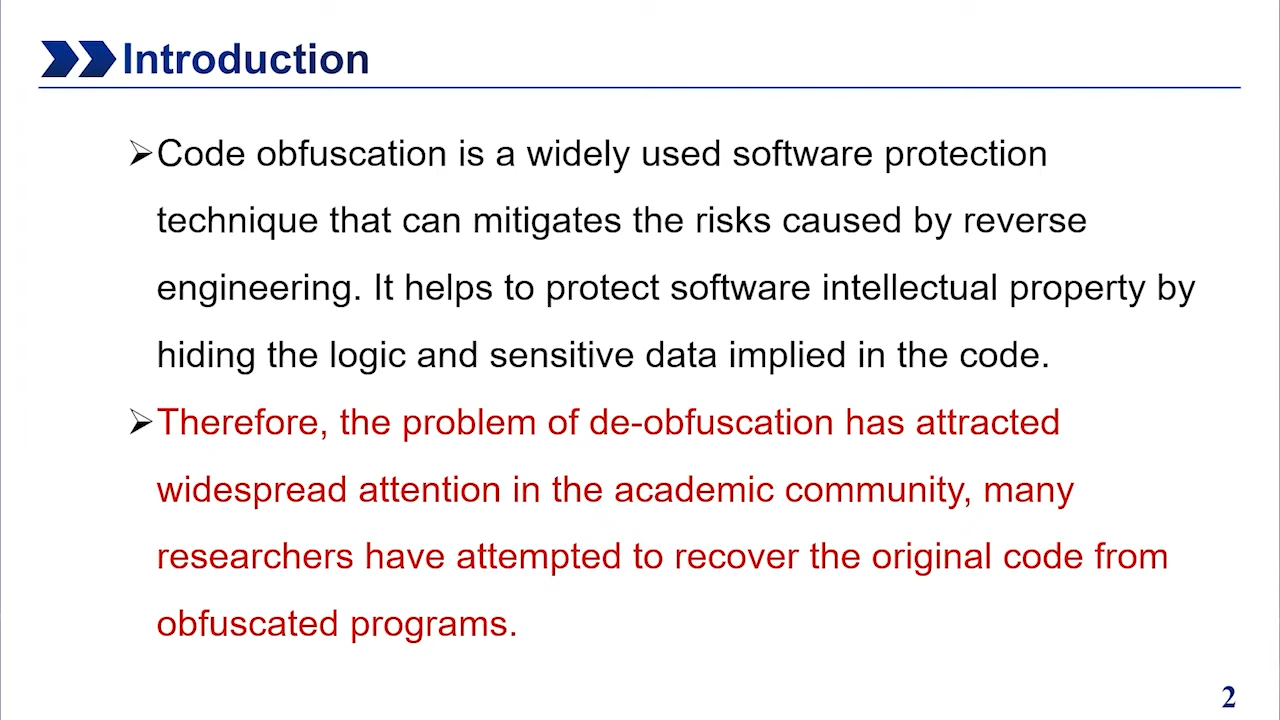 Introduction
➢Code obfuscation is a widely used software protection
technique that can mitigates the risks caused by reverse
engineering. It helps to protect software intellectual property by
hiding the logic and sensitive data implied in the code.
➢Therefore, the problem of de-obfuscation has attracted
widespread attention in the academic community, many
researchers have attempted to recover the original code from
obfuscated programs.
2